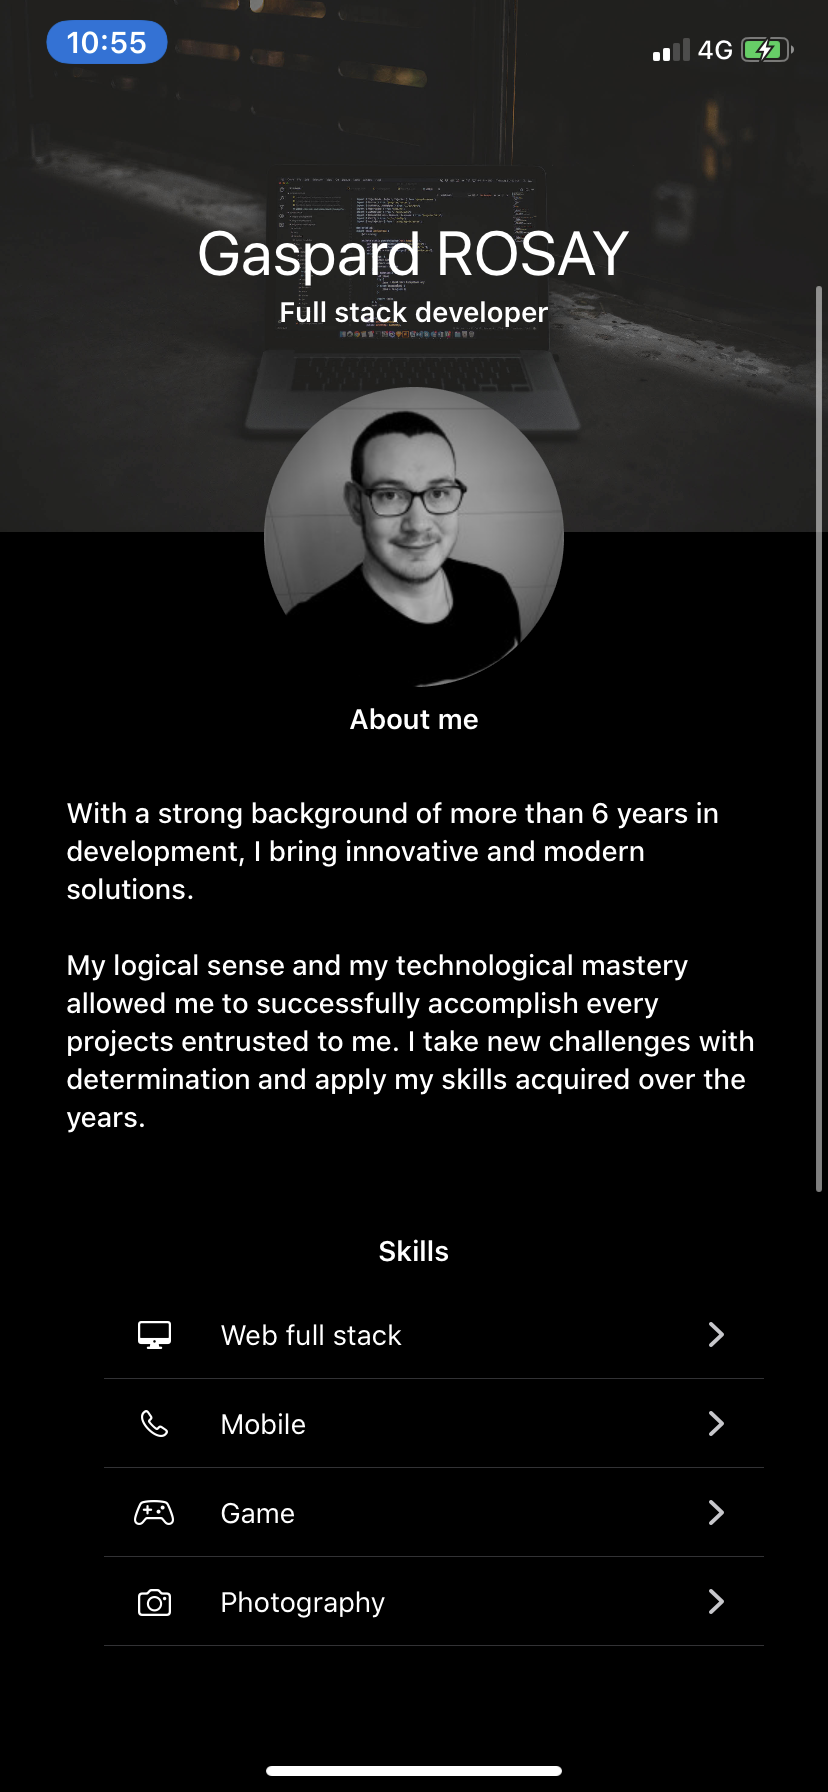 10:55
4G
Gaspard ROSAY
Full stack developer
About me
With a strong background of more than 6 years in
development, I bring innovative and modern
solutions.
My logical sense and my technological mastery
allowed me to successfully accomplish every
projects entrusted to me. I take new challenges with
determination and apply my skills acquired over the
years.
Skills
Web full stack
Mobile
Game
Photography